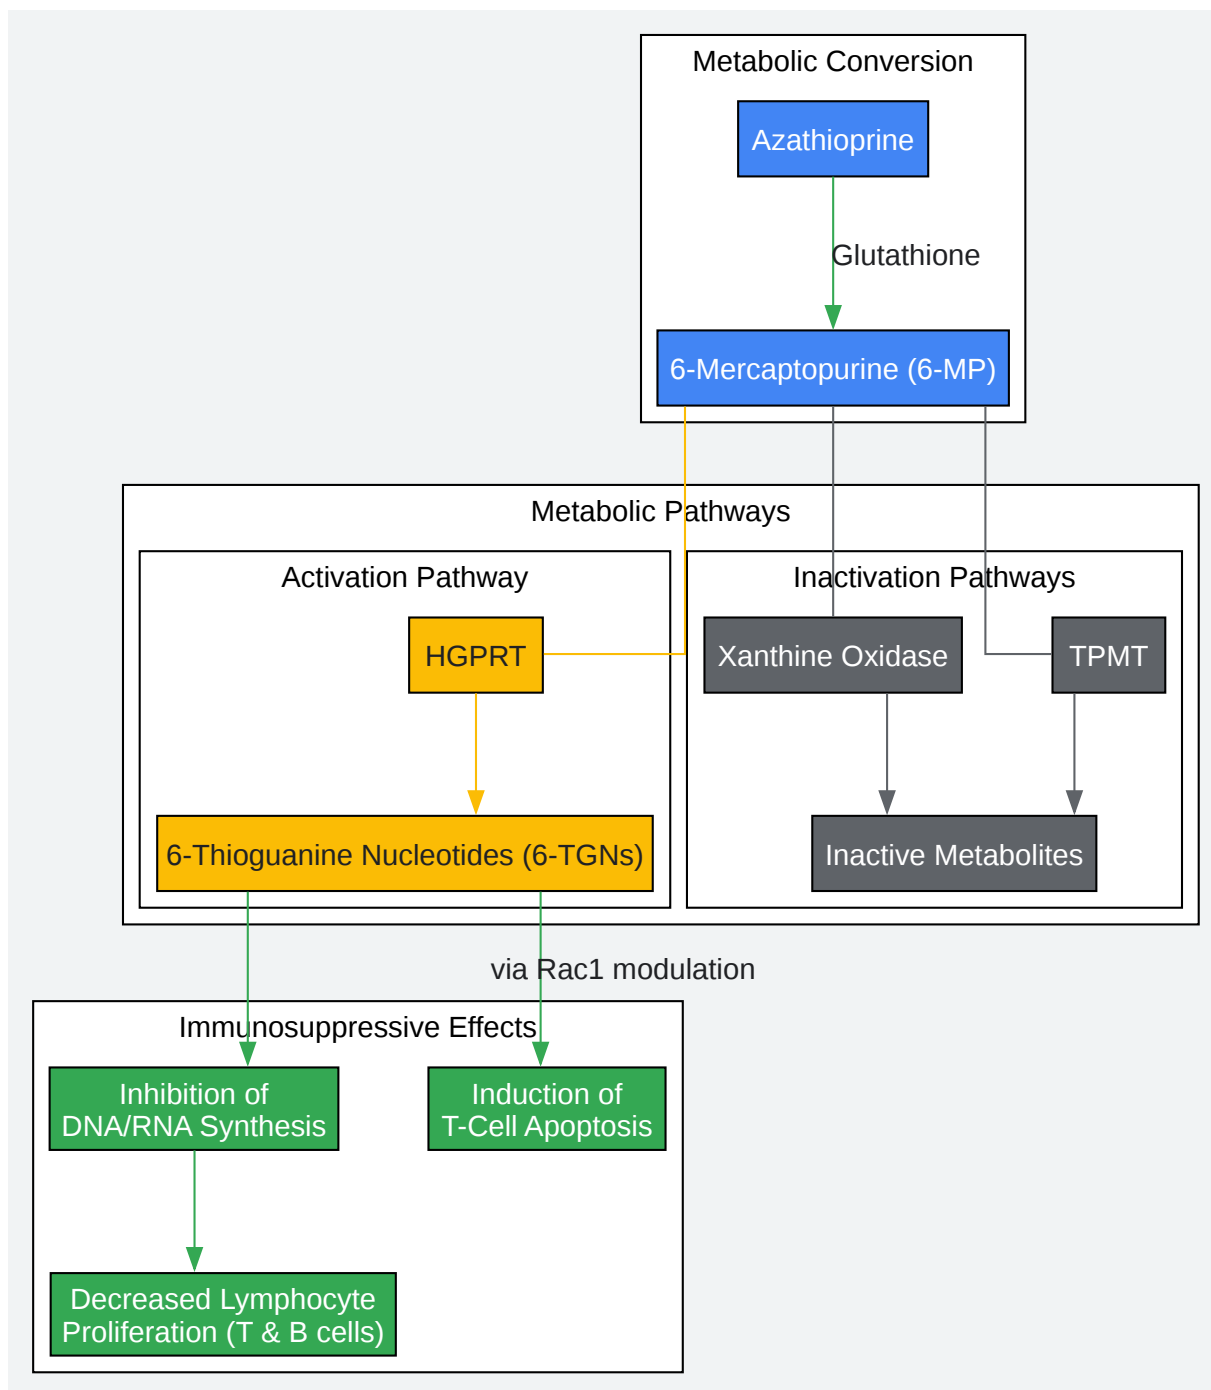 Metabolic Conversion
Azathioprine
Glutathione
6-Mercaptopurine (6-MP)
Metabolic Pathways
Activation Pathway
Inactivation Pathways
HGPRT
Xanthine Oxidase
TPMT
6-Thioguanine Nucleotides (6-TGNs)
Inactive Metabolites
via Rac1 modulation
Immunosuppressive Effects
Inhibition of
DNA/RNA Synthesis
Induction of
T-Cell Apoptosis
Decreased Lymphocyte
Proliferation (T & B cells)